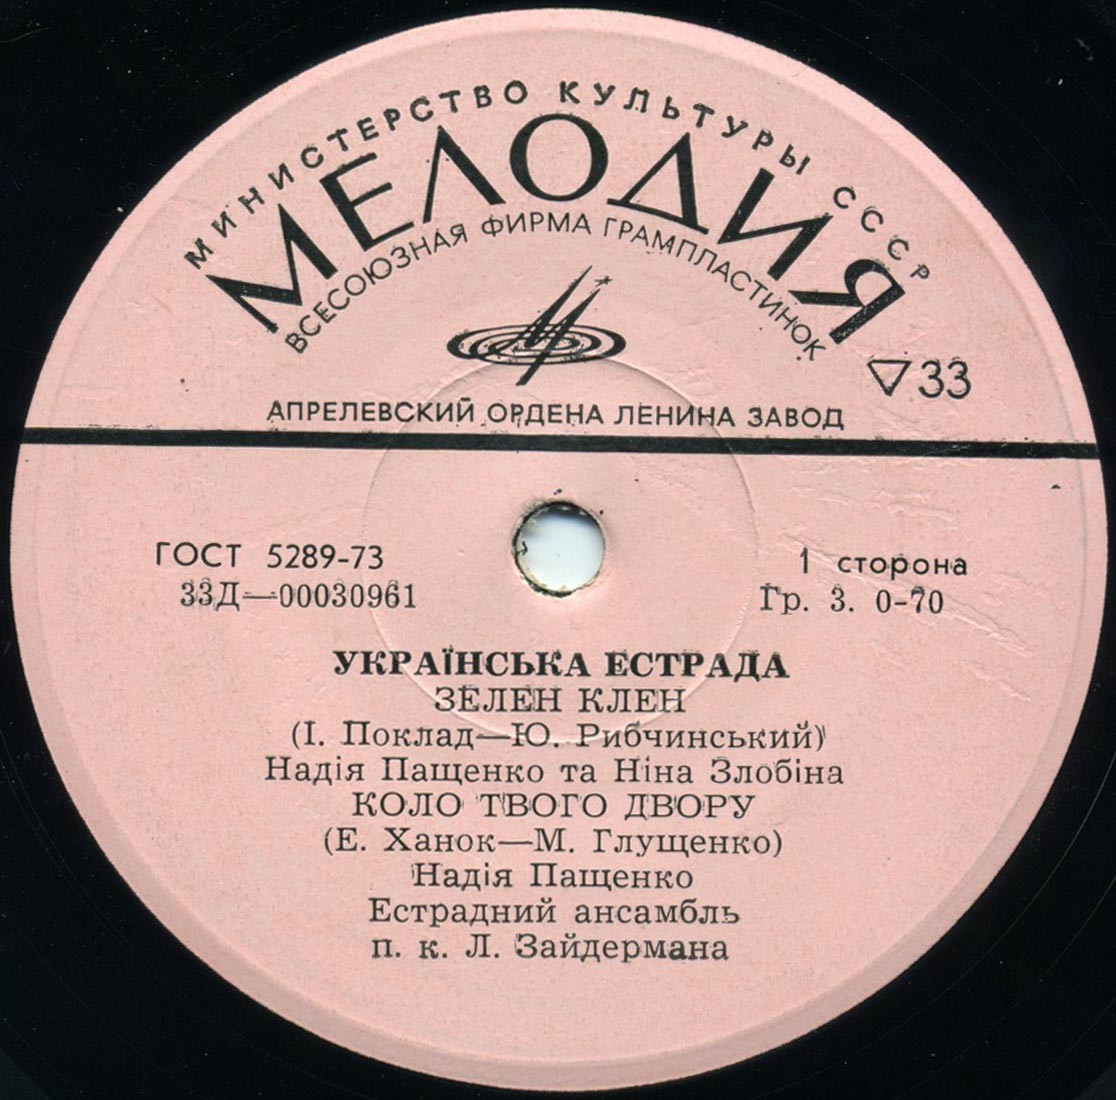 МИНИСТЕРСТВО КУЛЬТУРЫ СССР
МЕЛОДИЯ
ВСЕСОЮЗНАЯ ФИРМА ГРАМПЛАСТИНОК
33
АПРЕЛЕВСКИЙ ОРДЕНА ЛЕНИНА ЗАВОД
ГОСТ 5289-73
1 сторона
33Д—00030961
Гр. 3. 0-70
УКРАЇНСЬКА ЕСТРАДА
ЗЕЛЕН КЛЕН
(І. Поклад—Ю. Рибчинський)
Надія Пащенко та Ніна Злобіна
КОЛО ТВОГО ДВОРУ
(Е. Ханок—М. Глущенко)
Надія Пащенко
Естрадний ансамбль
п. к. Л. Зайдермана